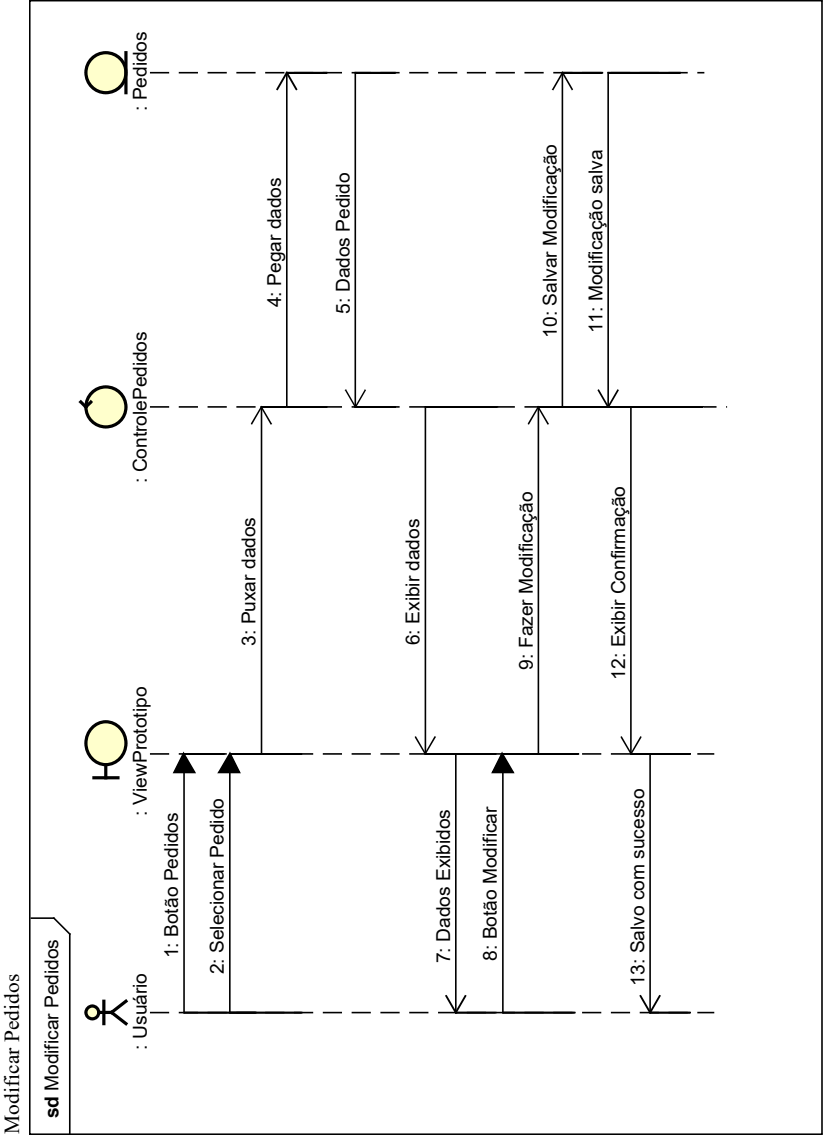 Modificar Pedidos
sd Modificar Pedidos
: Usuário
: ViewPrototipo
: ControlePedidos
: Pedidos
1: Botão Pedidos
2: Selecionar Pedido
3: Puxar dados
4: Pegar dados
5: Dados Pedido
6: Exibir dados
7: Dados Exibidos
8: Botão Modificar
9: Fazer Modificação
10: Salvar Modificação
11: Modificação salva
12: Exibir Confirmação
13: Salvo com sucesso